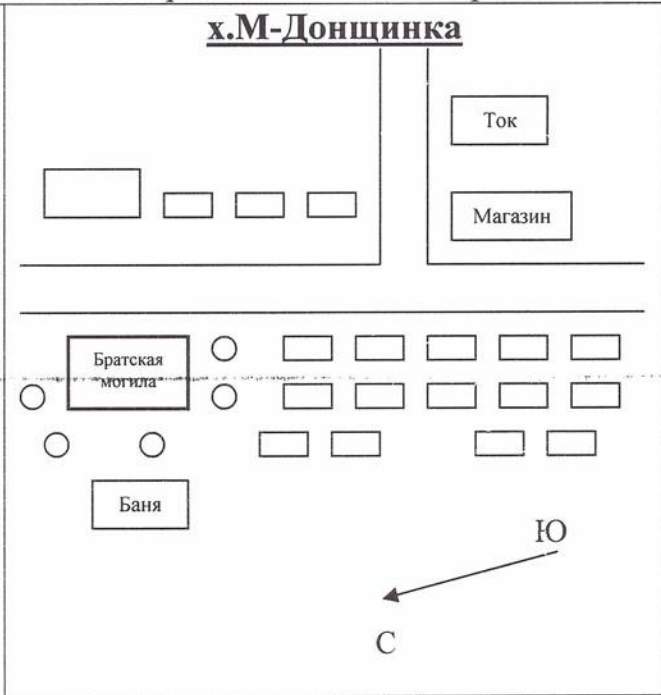 х.М-Донщинка
Ток
Магазин
Братская
могила
Баня
Ю
С